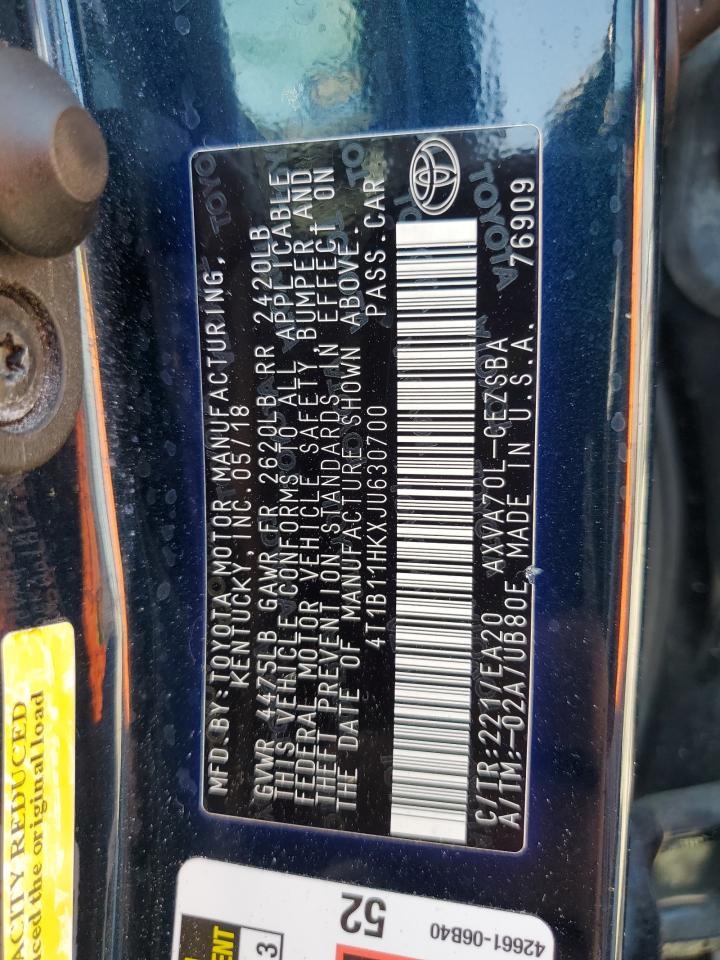 MFD.BY:TOYOTA MOTOR MANUFACTURING,
KENTUCKY, INC.05/18
GVWR 4475LB GAWR FR 2620LB RR 2420LB
THIS VEHICLE CONFORMS TO ALL APPLICABLE
FEDERAL MOTOR VEHICLE SAFETY, BUMPER,AND
THEFT PREVENTION STANDARDS IN EFFECT ON
THE DATE OF MANUFACTURE SHOWN ABOVE.
4T1B11HKXJU630700 PASS.CAR
C/TR:221/EA20 AXVA70L-CEZSBA
A/TM:-02A/UB80E MADE IN U.S.A. 76909
TOYOTA
ACITY REDUCED
the original load
52
42661-06B40
3